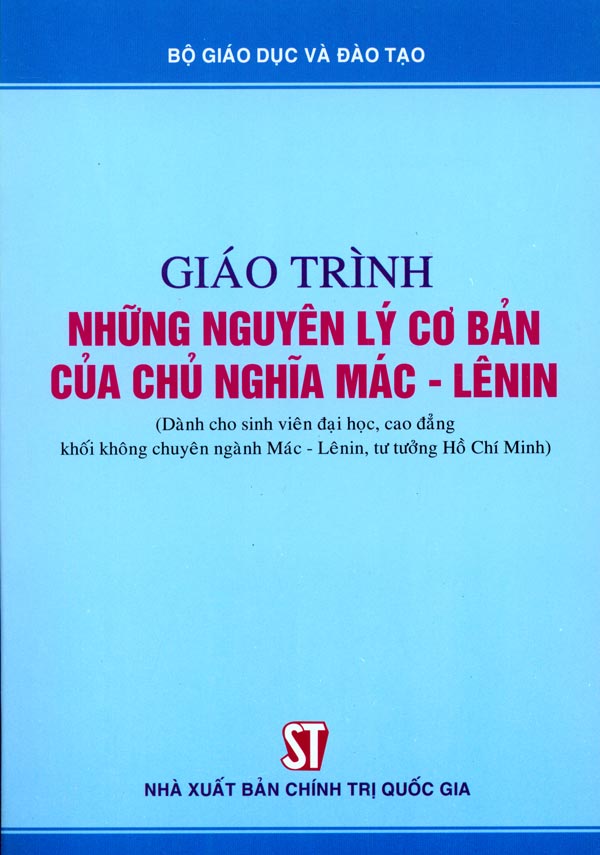 BỘ GIÁO DỤC VÀ ĐÀO TẠO
GIÁO TRÌNH
NHỮNG NGUYÊN LÝ CƠ BẢN
CỦA CHỦ NGHĨA MÁC - LÊNIN
(Dành cho sinh viên đại học, cao đẳng
khối không chuyên ngành Mác - Lênin, tư tưởng Hồ Chí Minh)
ST
NHÀ XUẤT BẢN CHÍNH TRỊ QUỐC GIA